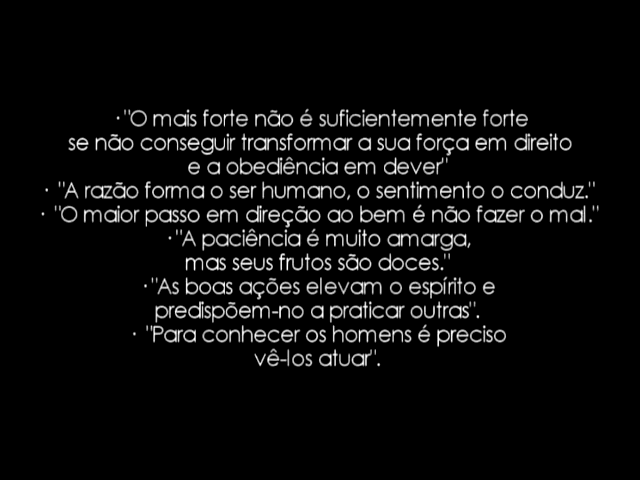 ·"O mais forte não é suficientemente forte
se não conseguir transformar a sua força em direito
e a obediência em dever"
· "A razão forma o ser humano, o sentimento o conduz."
· "O maior passo em direção ao bem é não fazer o mal."
·"A paciência é muito amarga,
mas seus frutos são doces."
·"As boas ações elevam o espírito e
predispõem-no a praticar outras".
· "Para conhecer os homens é preciso
vê-los atuar".